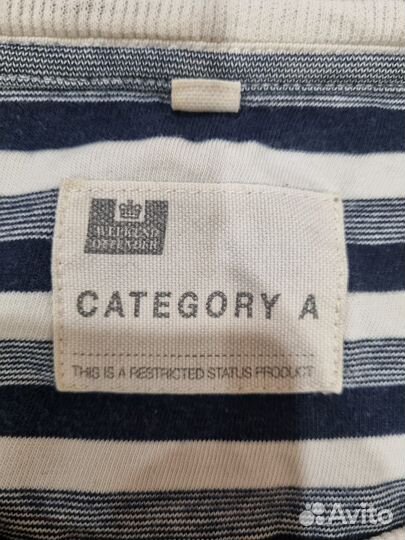 WEEKEND
OFFENDER
CATEGORY A
THIS IS A RESTRICTED STATUS PRODUCT
Avito